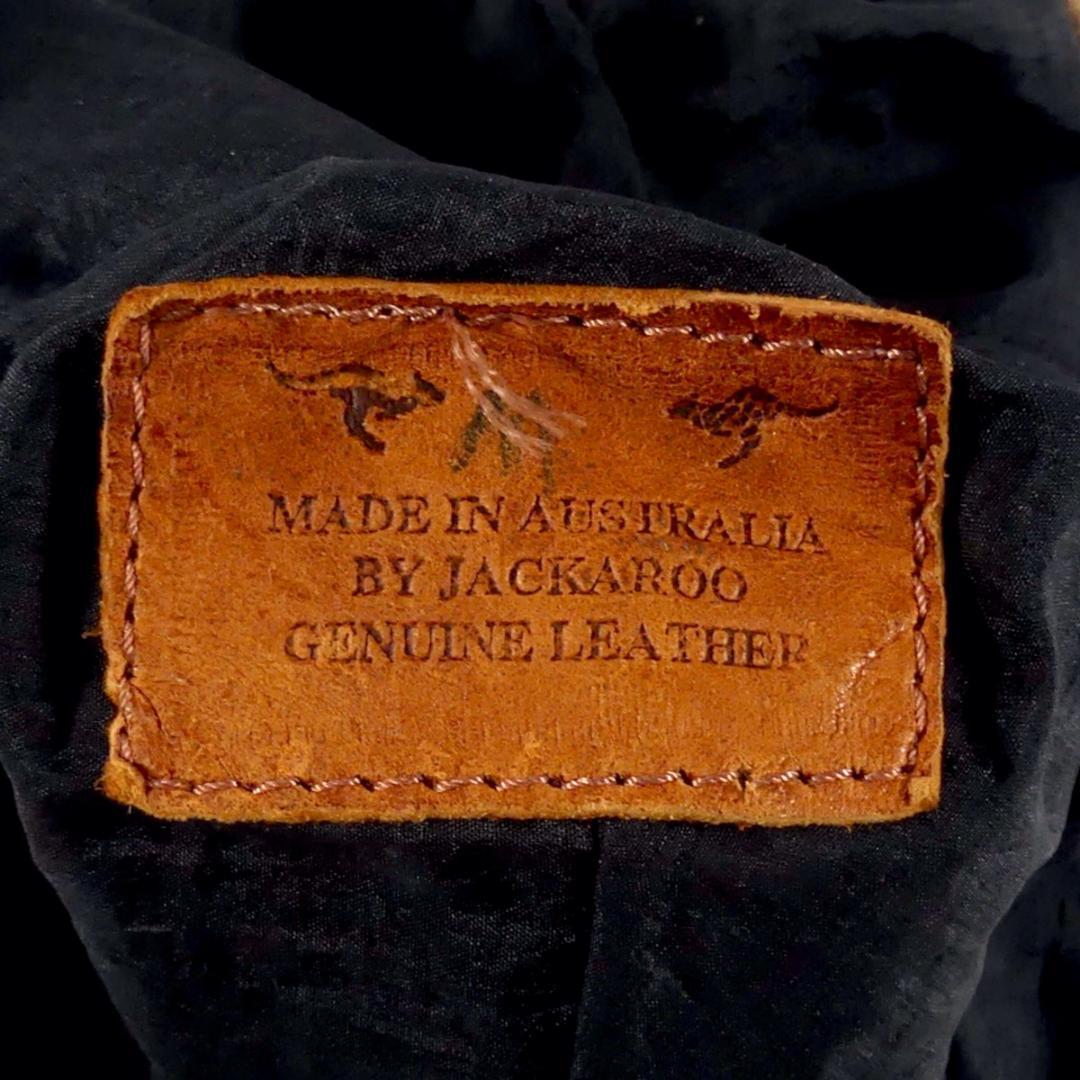 M
MADE IN AUSTRALIA
BY JACKAROO
GENUINE LEATHER